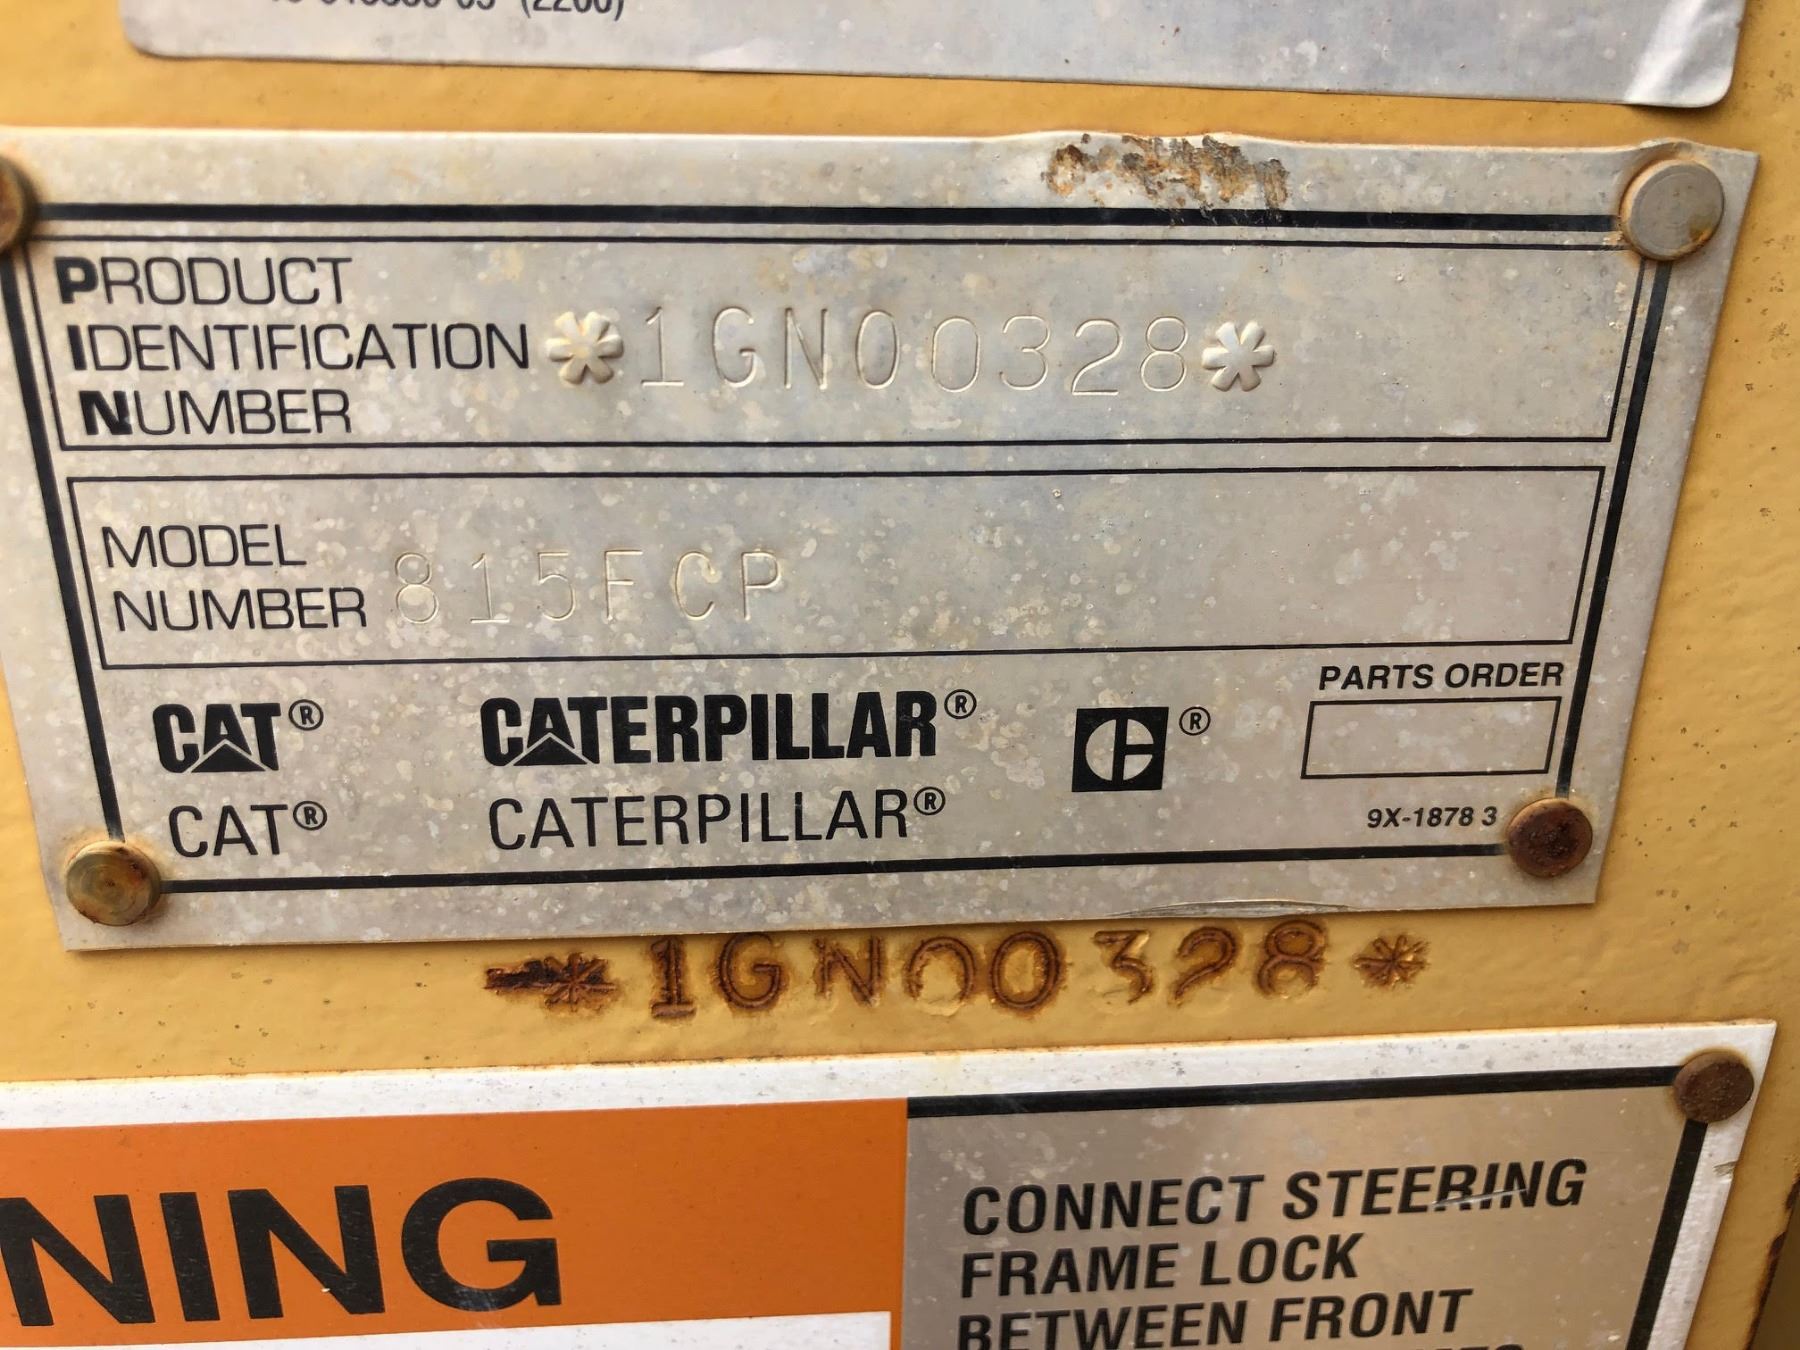 (2200)
PRODUCT
IDENTIFICATION
NUMBER
*1GN00328*
MODEL
NUMBER
815FCP
CAT® CATERPILLAR® ®
PARTS ORDER
CAT® CATERPILLAR®
9X-1878 3
*1GN00328*
NING
CONNECT STEERING
FRAME LOCK
BETWEEN FRONT